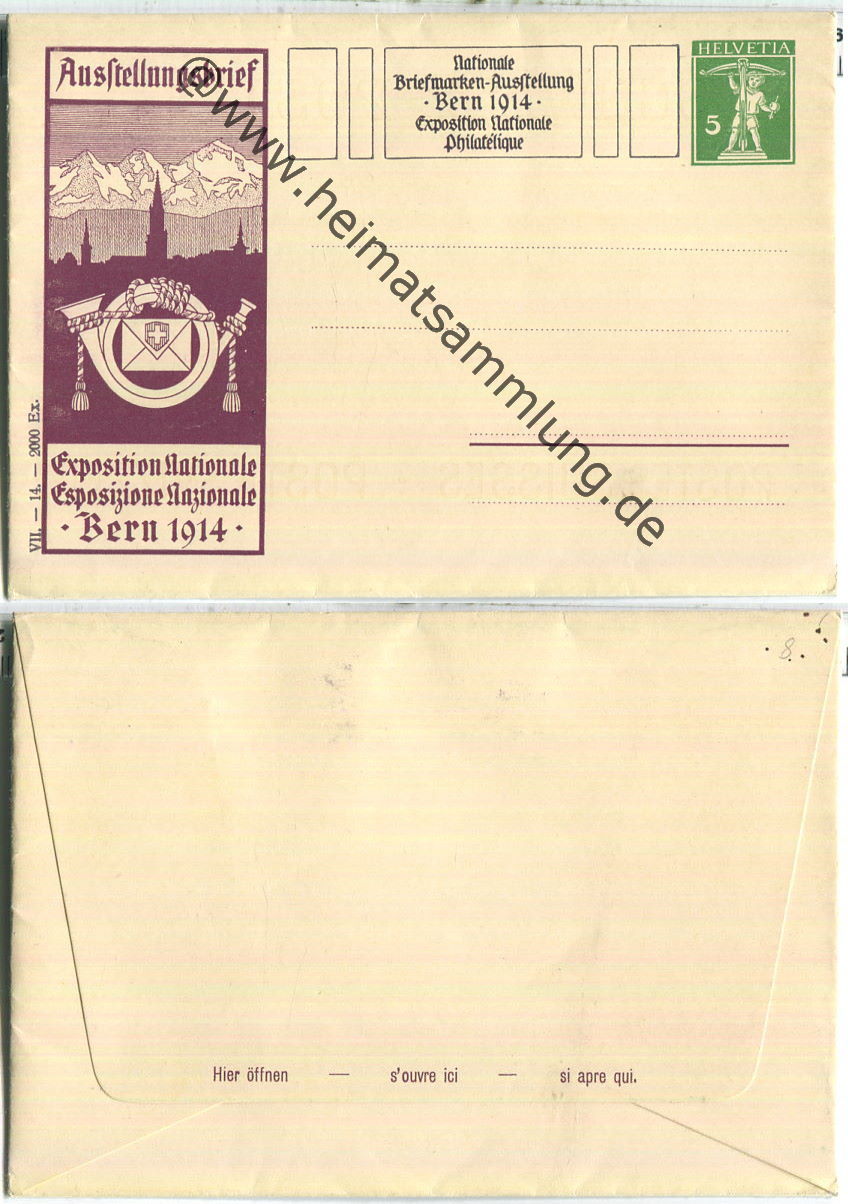 Ausstellungsbrief
Nationale
Briefmarken-Ausstellung
· Bern 1914 ·
Exposition Nationale
Philatélique
HELVETIA
5
Exposition Nationale
Esposizione Nazionale
· Bern 1914 ·
VII. — 14. — 2000 Ex.
@www.heimatsammlung.de
8.
Hier öffnen — s'ouvre ici — si apre qui.